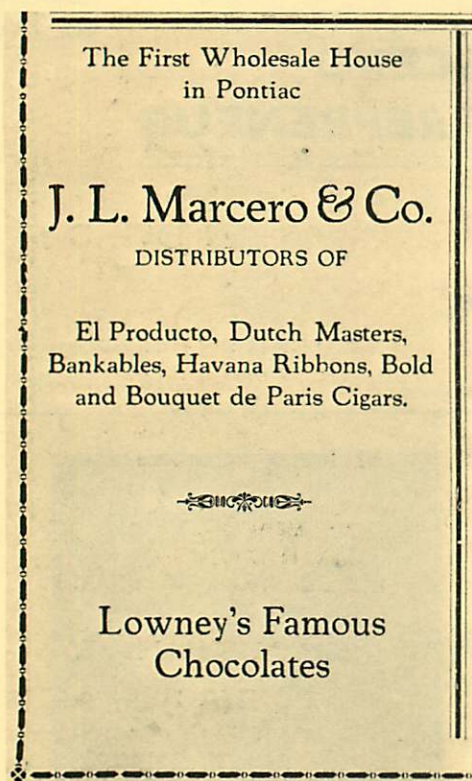 The First Wholesale House
in Pontiac
J. L. Marcero & Co.
DISTRIBUTORS OF
El Producto, Dutch Masters,
Bankables, Havana Ribbons, Bold
and Bouquet de Paris Cigars.
Lowney's Famous
Chocolates